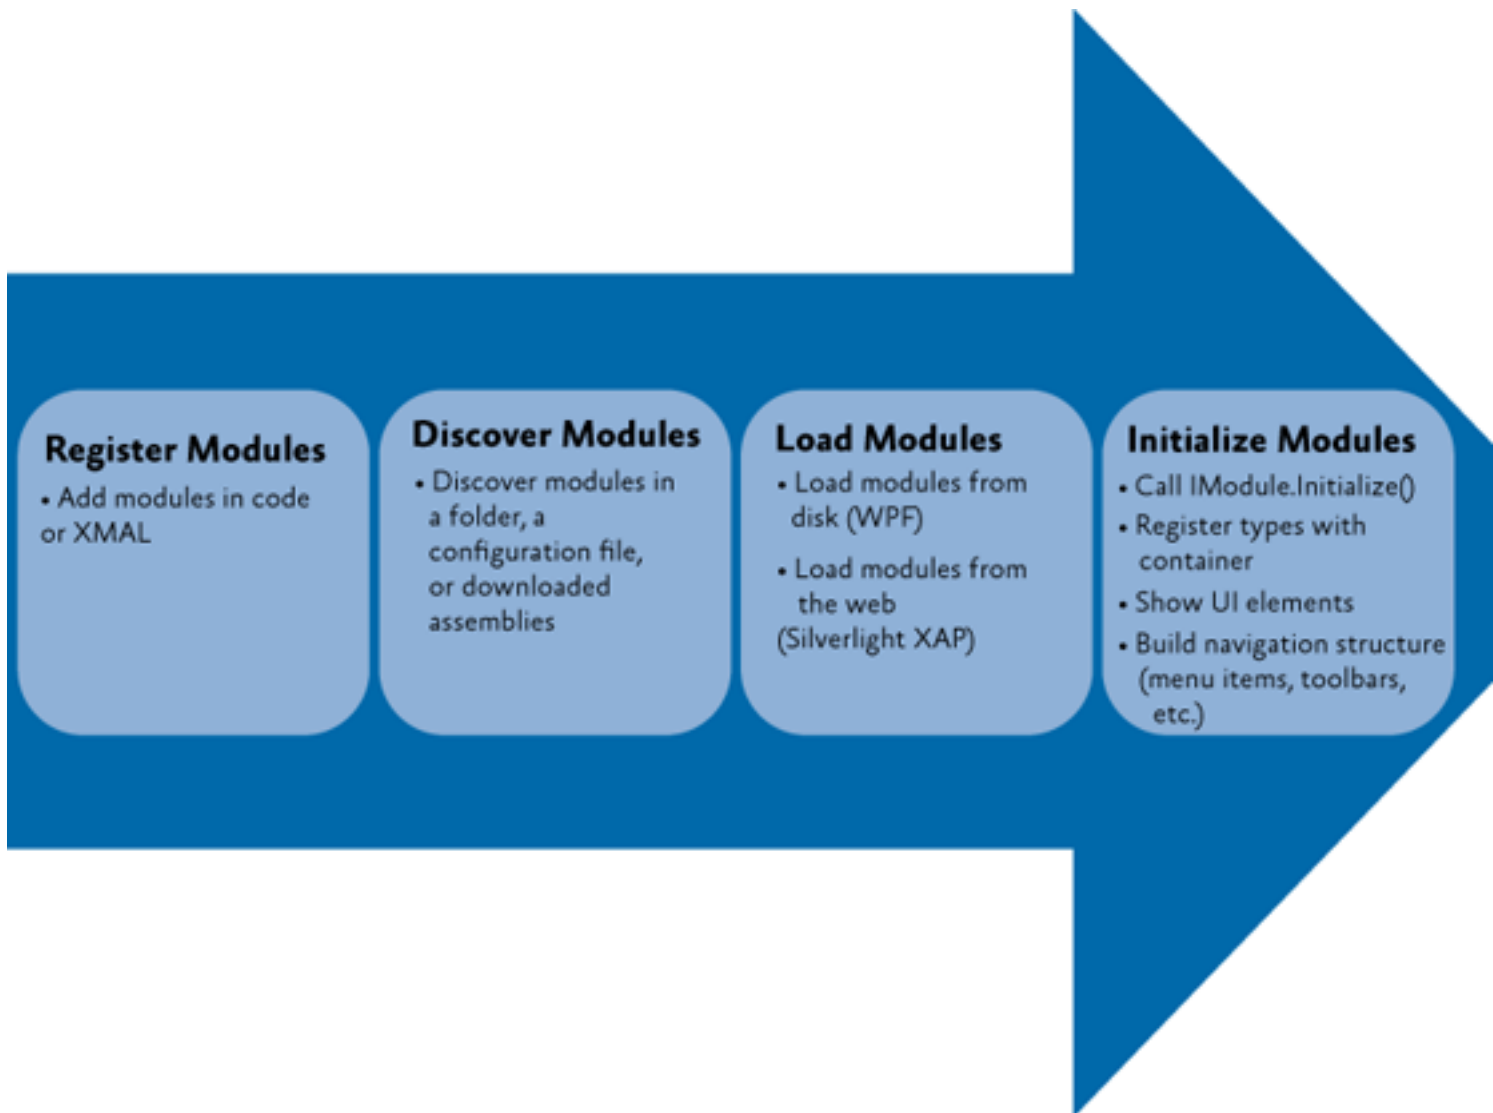 Register Modules
• Add modules in code
or XMAL
Discover Modules
• Discover modules in
a folder, a
configuration file,
or downloaded
assemblies
Load Modules
• Load modules from
disk (WPF)
• Load modules from
the web
(Silverlight XAP)
Initialize Modules
• Call IModule.Initialize()
• Register types with
container
• Show UI elements
• Build navigation structure
(menu items, toolbars,
etc.)